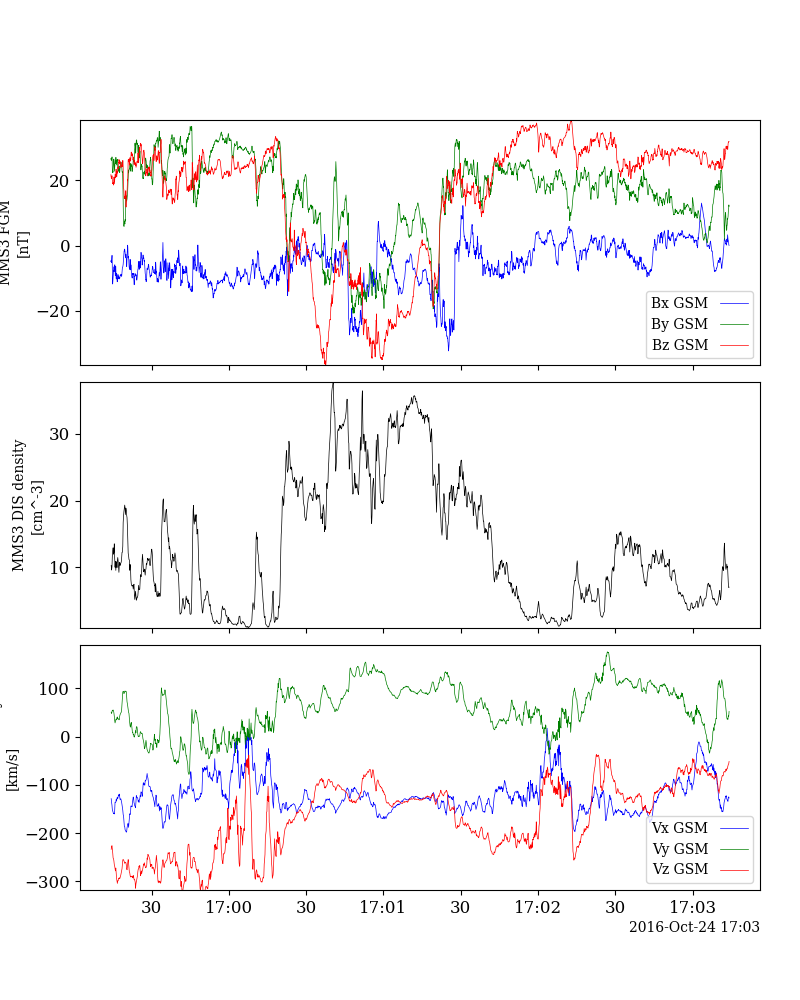 20
0
−20
MMS3 FGM
[nT]
Bx GSM
By GSM
Bz GSM
30
20
10
MMS3 DIS density
[cm^-3]
100
0
−100
−200
−300
[km/s]
Vx GSM
Vy GSM
Vz GSM
30 17:00 30 17:01 30 17:02 30 17:03
2016-Oct-24 17:03